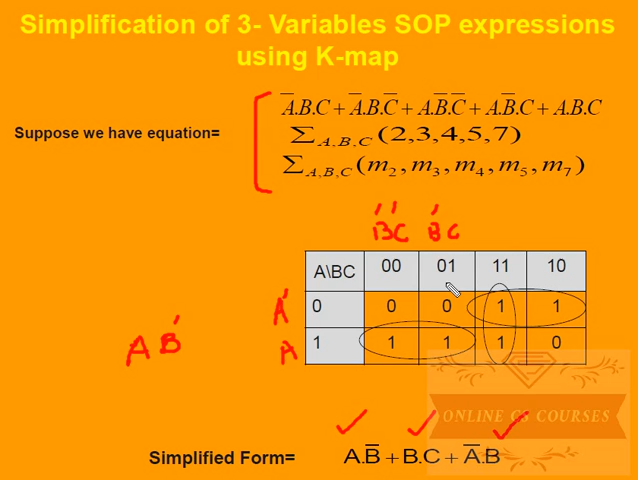 Simplification of 3- Variables SOP expressions
using K-map
A̅.B.C + A̅.B.C̅ + A.B̅.C̅ + A.B̅.C + A.B.C
Suppose we have equation=
∑A,B,C(2,3,4,5,7)
∑A,B,C(m2,m3,m4,m5,m7)
B'C' B'C
A\BC 00 01 11 10
A' 0 0 0 1 1
A 1 1 1 1 0
AB'
ONLINE CS COURSES
Simplified Form= A.B̅ + B.C + A̅.B